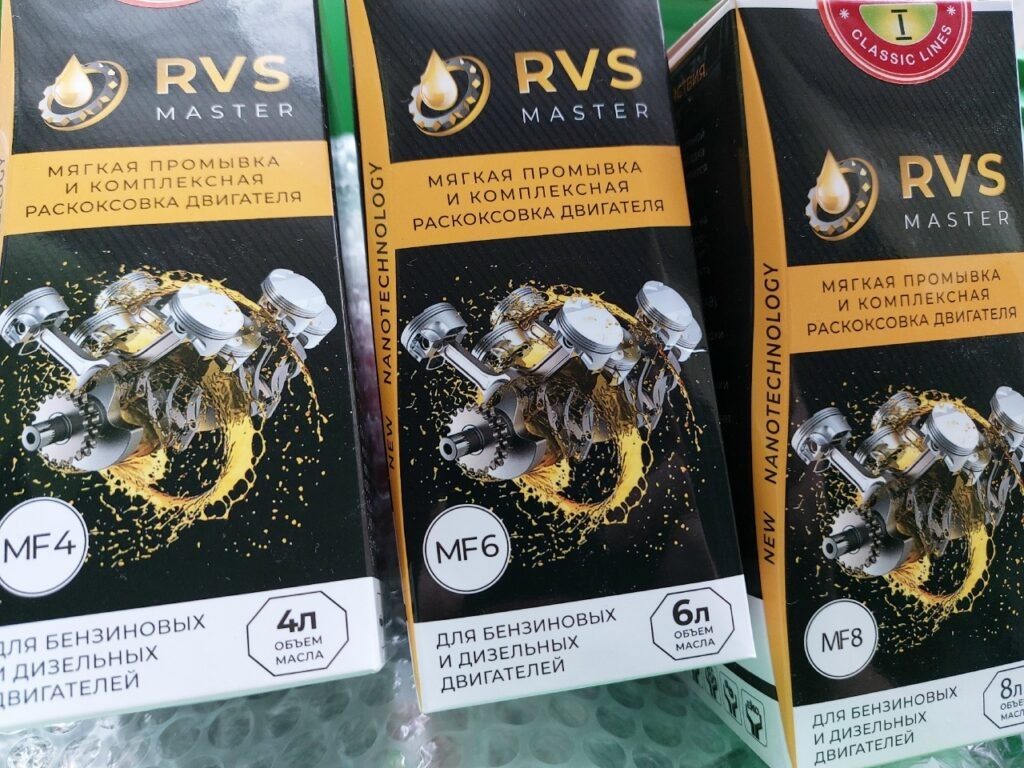 RVS
MASTER
МЯГКАЯ ПРОМЫВКА
И КОМПЛЕКСНАЯ
РАСКОКСОВКА ДВИГАТЕЛЯ
MF4
ДЛЯ БЕНЗИНОВЫХ
И ДИЗЕЛЬНЫХ
ДВИГАТЕЛЕЙ
4л
ОБЪЕМ
МАСЛА
RVS
MASTER
МЯГКАЯ ПРОМЫВКА
И КОМПЛЕКСНАЯ
РАСКОКСОВКА ДВИГАТЕЛЯ
NEW NANOTECHNOLOGY
MF6
ДЛЯ БЕНЗИНОВЫХ
И ДИЗЕЛЬНЫХ
ДВИГАТЕЛЕЙ
6л
ОБЪЕМ
МАСЛА
I
CLASSIC LINES
RVS
MASTER
МЯГКАЯ ПРОМЫВКА
И КОМПЛЕКСНАЯ
РАСКОКСОВКА ДВИГАТЕЛЯ
NEW NANOTECHNOLOGY
MF8
ДЛЯ БЕНЗИНОВЫХ
И ДИЗЕЛЬНЫХ
ДВИГАТЕЛЕЙ
8л
ОБЪЕМ
МАСЛА